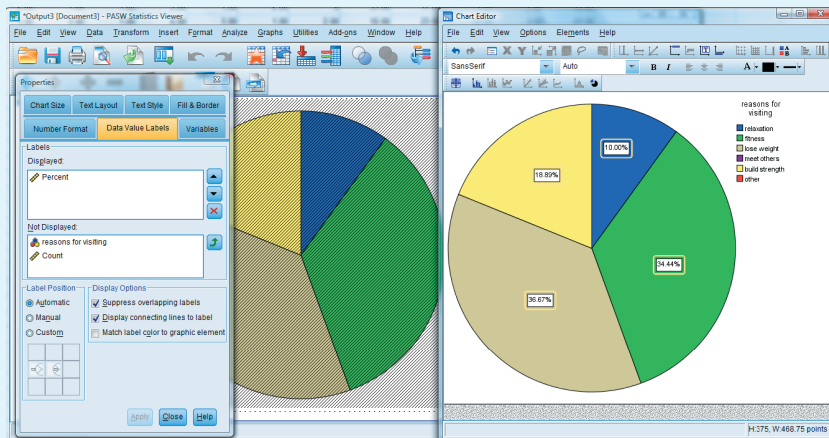 *Output3 [Document3] - PASW Statistics Viewer
File Edit View Data Transform Insert Format Analyze Graphs Utilities Add-ons Window Help
Properties
Chart Size Text Layout Text Style Fill & Border
Number Format Data Value Labels Variables
Labels
Displayed:
Percent
Not Displayed:
reasons for visiting
Count
Label Position
Automatic
Manual
Custom
Display Options
Suppress overlapping labels
Display connecting lines to label
Match label color to graphic element
Apply Close Help
Chart Editor
File Edit View Options Elements Help
SansSerif Auto B I A
reasons for
visiting
relaxation
fitness
lose weight
meet others
build strength
other
10.00%
18.89%
34.44%
36.67%
H:375, W:468.75 points